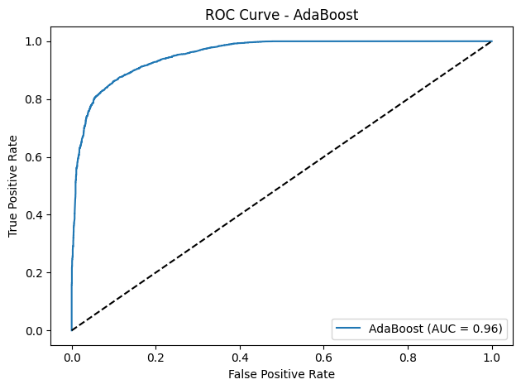 ROC Curve - AdaBoost
1.0
0.8
0.6
0.4
0.2
0.0
True Positive Rate
0.0 0.2 0.4 0.6 0.8 1.0
False Positive Rate
AdaBoost (AUC = 0.96)